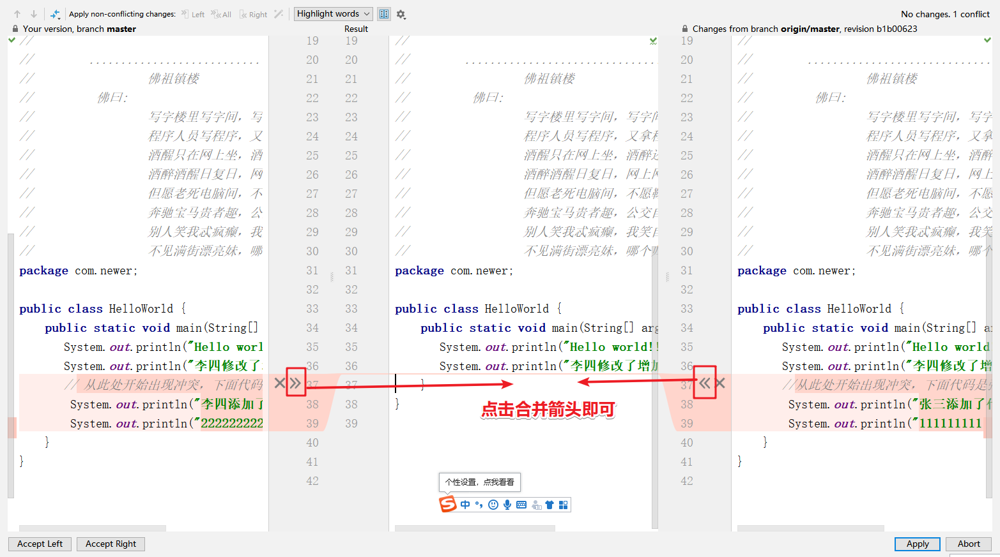 Apply non-conflicting changes: Left All Right Highlight words No changes. 1 conflict
Your version, branch master Result Changes from branch origin/master, revision b1b00623
// 19 19 // 19 //
// .......................... 20 20 // .............................. 20 // .............................
// 佛祖镇楼 21 21 // 佛祖镇楼 21 // 佛祖镇楼
// 佛曰: 22 22 // 佛曰: 22 // 佛曰:
// 写字楼里写字间，写 23 23 // 写字楼里写字间，写字间 23 // 写字楼里写字间，写字
// 程序人员写程序，又 24 24 // 程序人员写程序，又拿程 24 // 程序人员写程序，又拿
// 酒醒只在网上坐，酒 25 25 // 酒醒只在网上坐，酒醉还 25 // 酒醒只在网上坐，酒醉
// 酒醉酒醒日复日，网 26 26 // 酒醉酒醒日复日，网上网 26 // 酒醉酒醒日复日，网上
// 但愿老死电脑间，不 27 27 // 但愿老死电脑间，不愿鞠 27 // 但愿老死电脑间，不愿
// 奔驰宝马贵者趣，公 28 28 // 奔驰宝马贵者趣，公交自 28 // 奔驰宝马贵者趣，公交
// 别人笑我忒疯癫，我 29 29 // 别人笑我忒疯癫，我笑自 29 // 别人笑我忒疯癫，我笑
// 不见满街漂亮妹，哪 30 30 // 不见满街漂亮妹，哪个归 30 // 不见满街漂亮妹，哪个
package com.newer; 31 31 package com.newer; 31 package com.newer;
32 32 32
public class HelloWorld { 33 33 public class HelloWorld { 33 public class HelloWorld {
public static void main(String[] 34 34 public static void main(String[] arg 34 public static void main(String[] a
System.out.println("Hello worl 35 35 System.out.println("Hello world!! 35 System.out.println("Hello world
System.out.println("李四修改了 36 36 System.out.println("李四修改了增加 36 System.out.println("李四修改了增
// 从此处开始出现冲突，下面代码 37 37 } 37 //从此处开始出现冲突，下面代码是张
System.out.println("李四添加了 38 38 } 38 System.out.println("张三添加了代
System.out.println("2222222222 39 39 39 System.out.println("111111111
点击合并箭头即可
} 40 40 }
} 41 41 }
42 42
个性设置，点我看看
S 中
Accept Left Accept Right Apply Abort